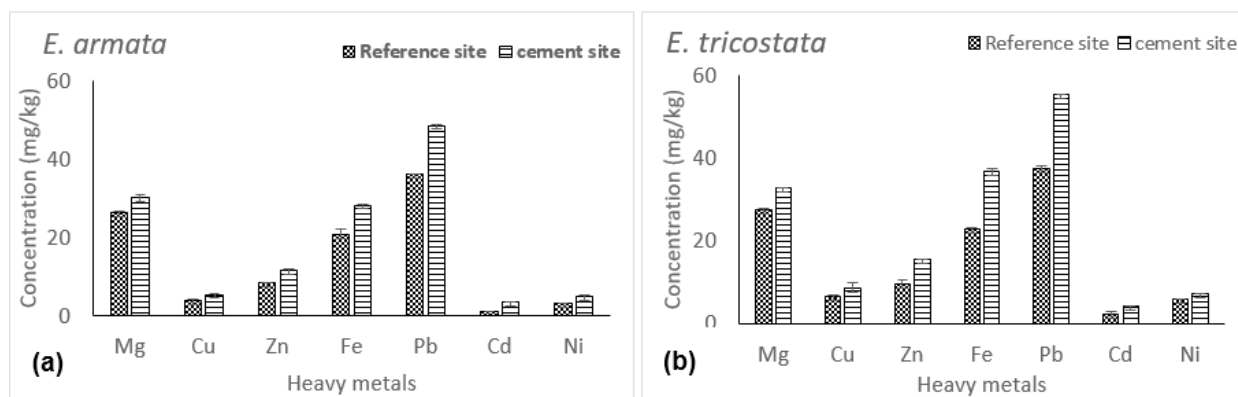 E. armata
Reference site cement site
Concentration (mg/kg)
60
40
20
0
Mg Cu Zn Fe Pb Cd Ni
(a)
Heavy metals
E. tricostata
Reference site cement site
Concentration (mg/kg)
60
40
20
0
Mg Cu Zn Fe Pb Cd Ni
(b)
Heavy metals